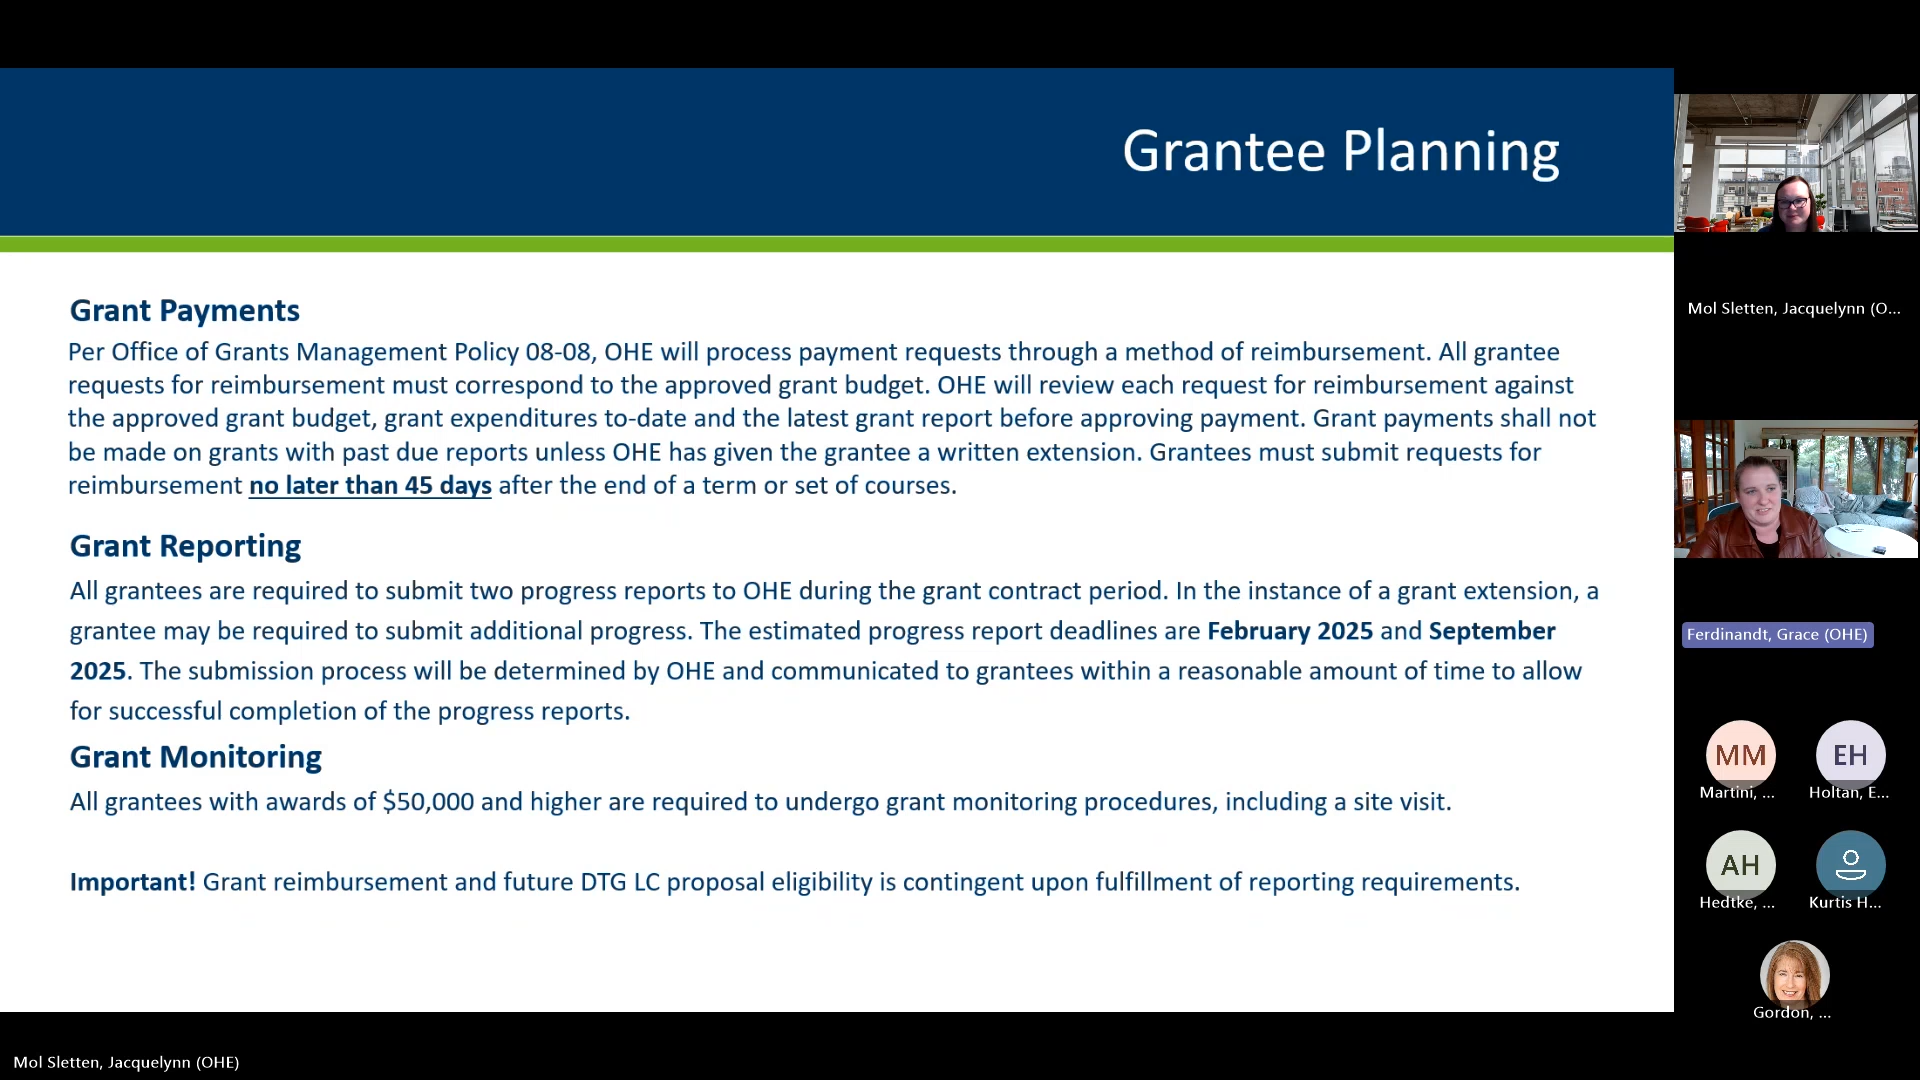 Grantee Planning
Grant Payments
Per Office of Grants Management Policy 08-08, OHE will process payment requests through a method of reimbursement. All grantee
requests for reimbursement must correspond to the approved grant budget. OHE will review each request for reimbursement against
the approved grant budget, grant expenditures to-date and the latest grant report before approving payment. Grant payments shall not
be made on grants with past due reports unless OHE has given the grantee a written extension. Grantees must submit requests for
reimbursement no later than 45 days after the end of a term or set of courses.
Grant Reporting
All grantees are required to submit two progress reports to OHE during the grant contract period. In the instance of a grant extension, a
grantee may be required to submit additional progress. The estimated progress report deadlines are February 2025 and September
2025. The submission process will be determined by OHE and communicated to grantees within a reasonable amount of time to allow
for successful completion of the progress reports.
Grant Monitoring
All grantees with awards of $50,000 and higher are required to undergo grant monitoring procedures, including a site visit.
Important! Grant reimbursement and future DTG LC proposal eligibility is contingent upon fulfillment of reporting requirements.
Mol Sletten, Jacquelynn (O...
Ferdinandt, Grace (OHE)
MM
EH
Martini, ...
Holtan, E...
AH
Hedtke, ...
Kurtis H...
Gordon, ...
Mol Sletten, Jacquelynn (OHE)